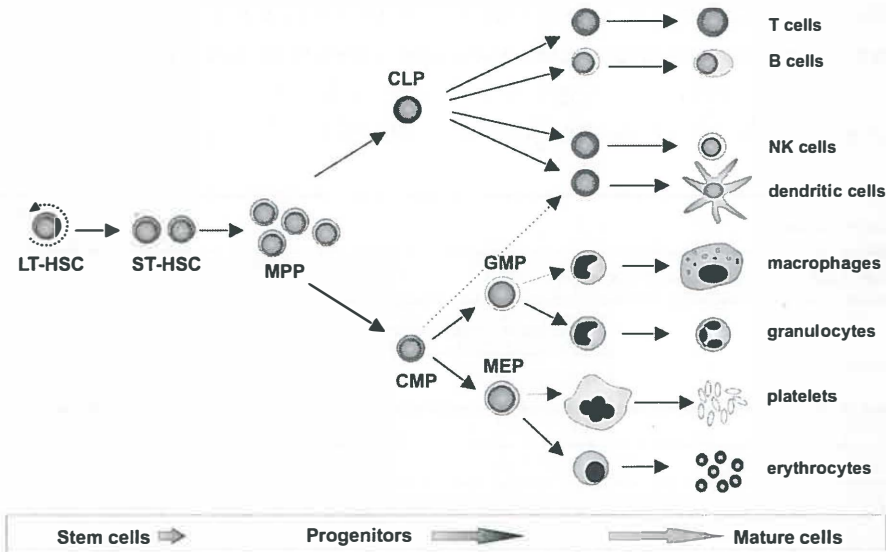 T cells
B cells
CLP
NK cells
dendritic cells
LT-HSC
ST-HSC
MPP
GMP
macrophages
granulocytes
CMP
MEP
platelets
erythrocytes
Stem cells Progenitors Mature cells